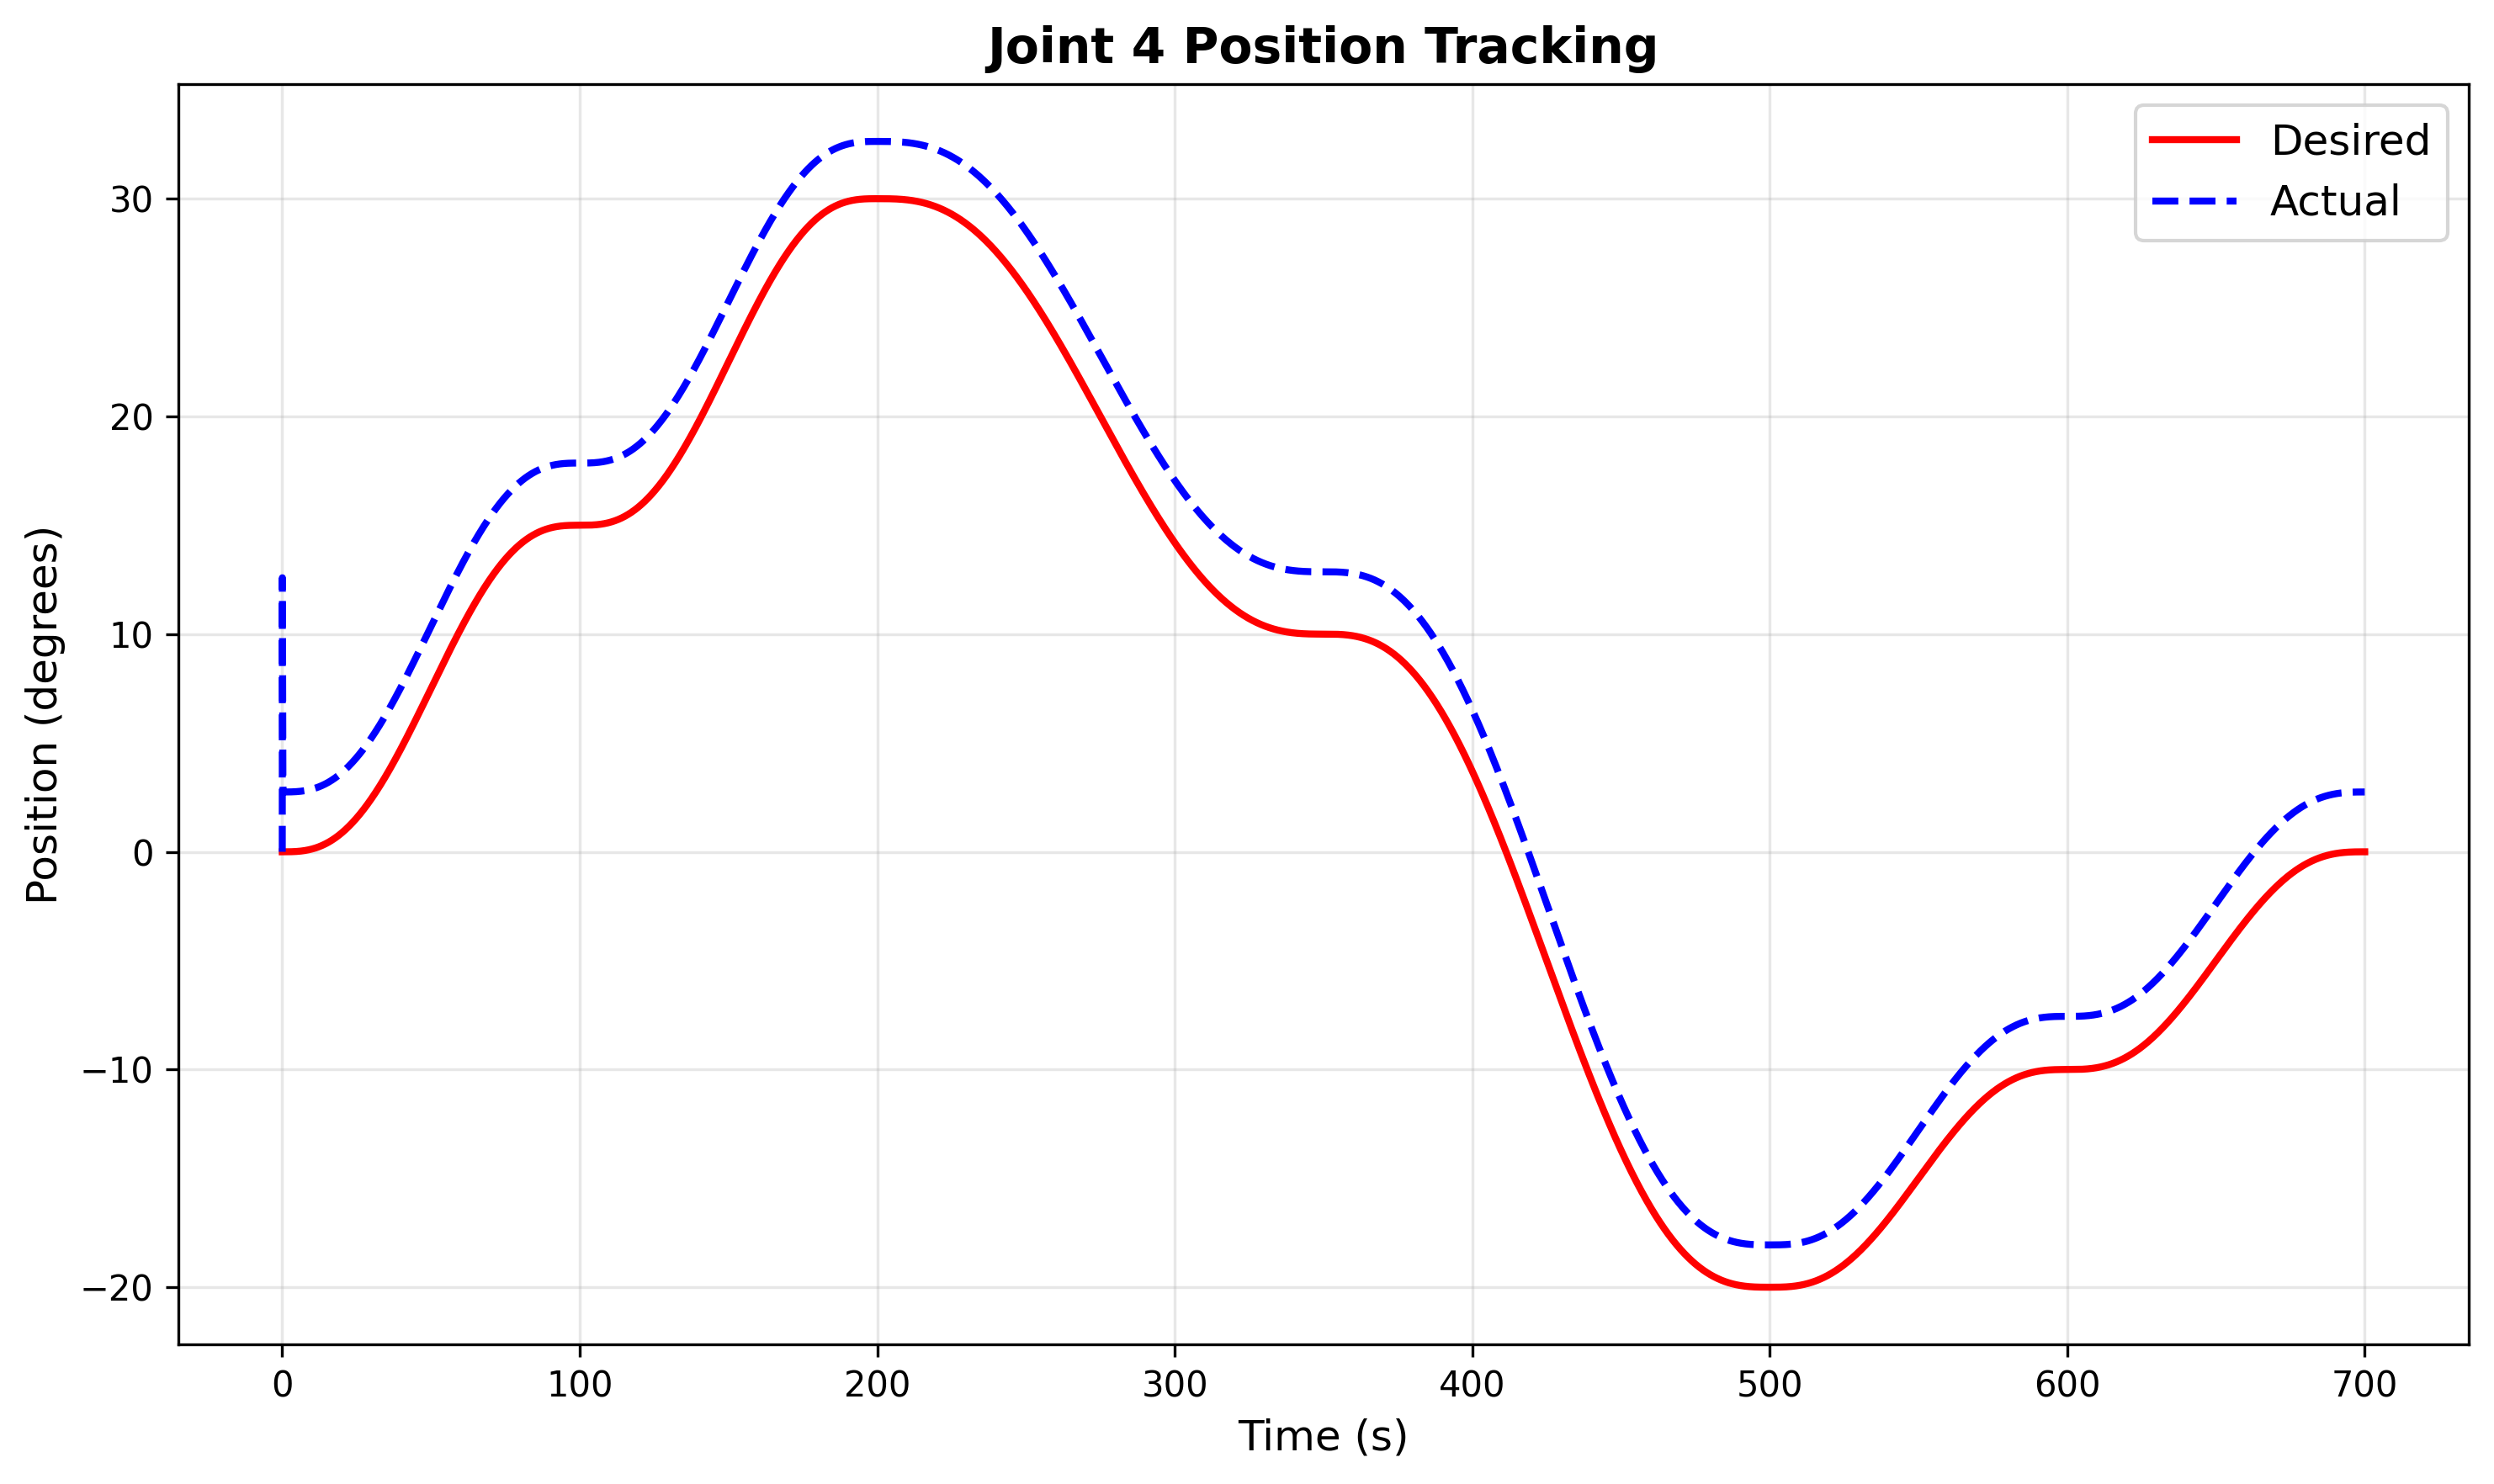 Joint 4 Position Tracking
Desired
Actual
Position (degrees)
30
20
10
0
−10
−20
0 100 200 300 400 500 600 700
Time (s)